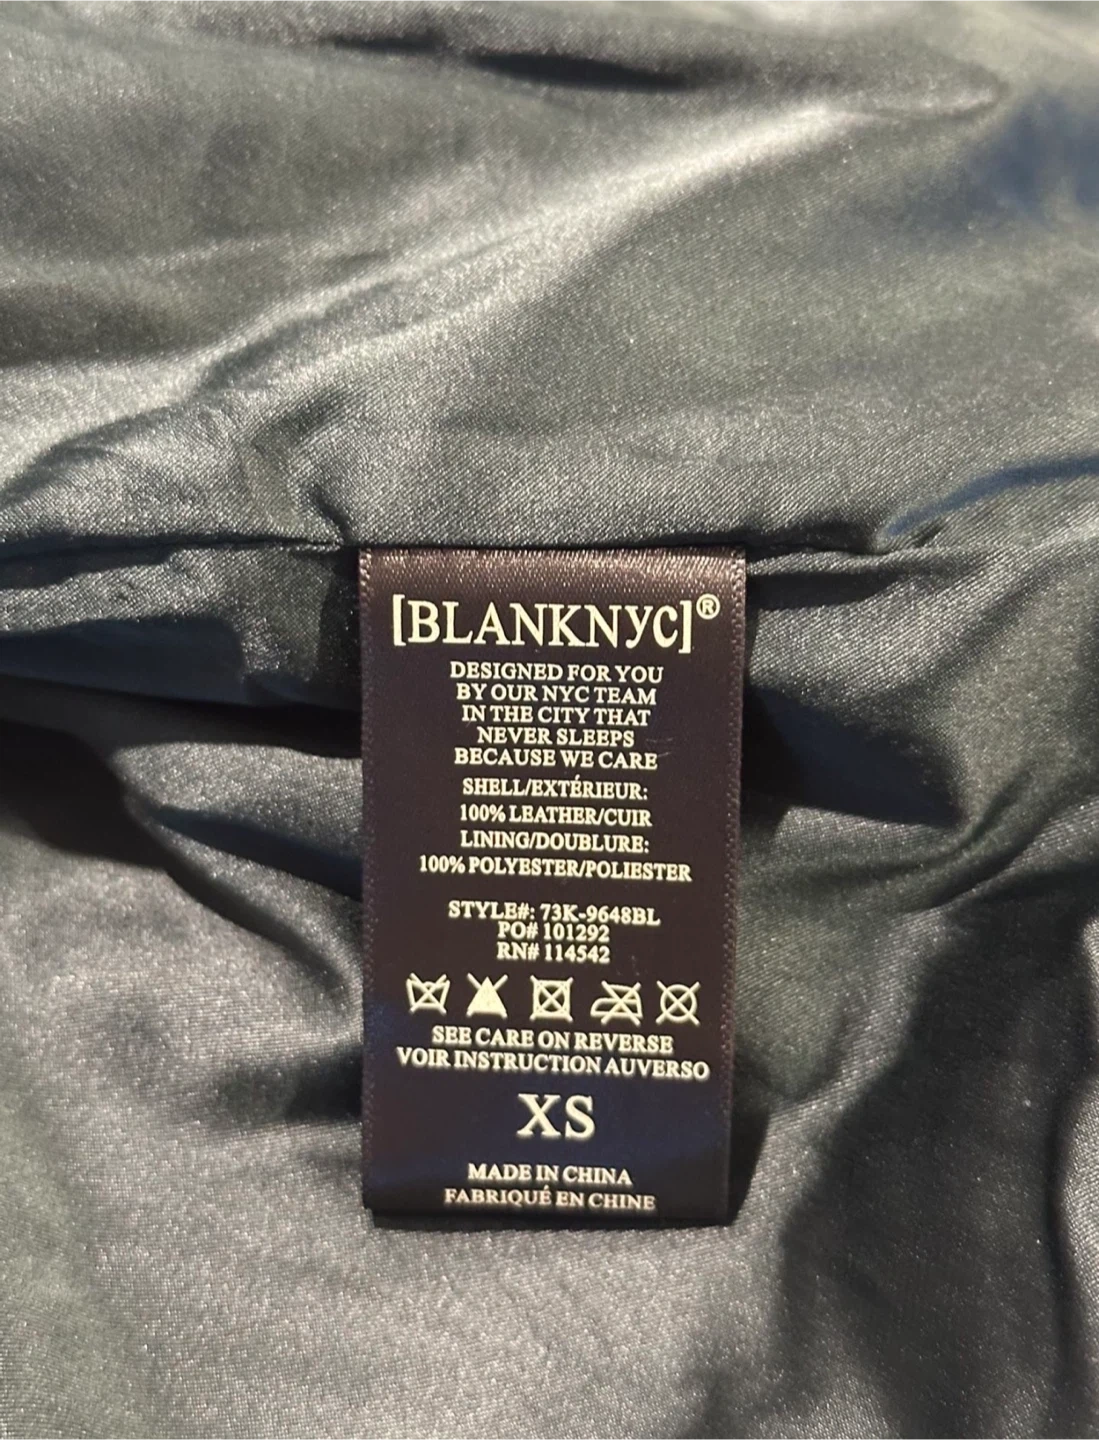 [BLANKNYC]®
DESIGNED FOR YOU
BY OUR NYC TEAM
IN THE CITY THAT
NEVER SLEEPS
BECAUSE WE CARE
SHELL/EXTÉRIEUR:
100% LEATHER/CUIR
LINING/DOUBLURE:
100% POLYESTER/POLIESTER
STYLE#: 73K-9648BL
PO# 101292
RN# 114542
SEE CARE ON REVERSE
VOIR INSTRUCTION AUVERSO
XS
MADE IN CHINA
FABRIQUÉ EN CHINE